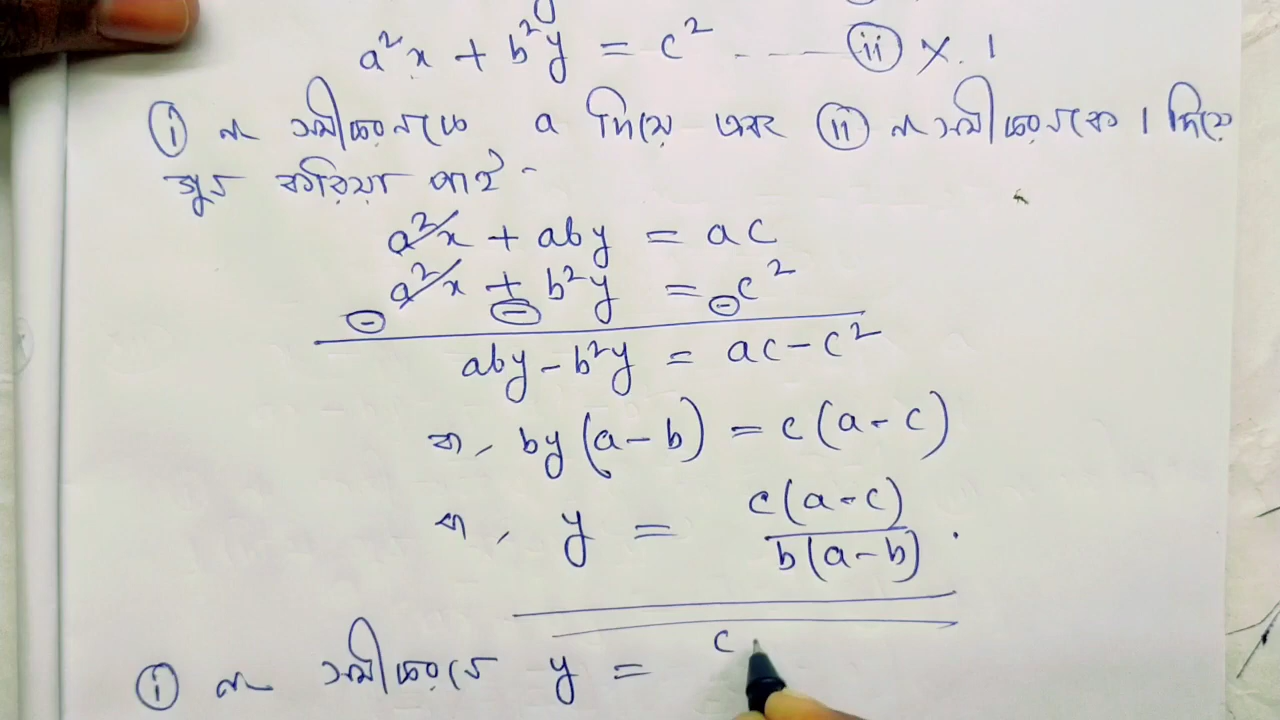 a²x + b²y = c² ------ (ii) × 1
(i) নং সমীকরণকে a দিয়ে এবং (ii) নং সমীকরণকে 1 দিয়ে
গুণ করিয়া পাই -
a²x + aby = ac
a²x + b²y = c²
(-) (-) (-)
aby - b²y = ac - c²
বা, by(a-b) = c(a-c)
বা, y = c(a-c)/b(a-b) .
(i) নং সমীকরণে y = c